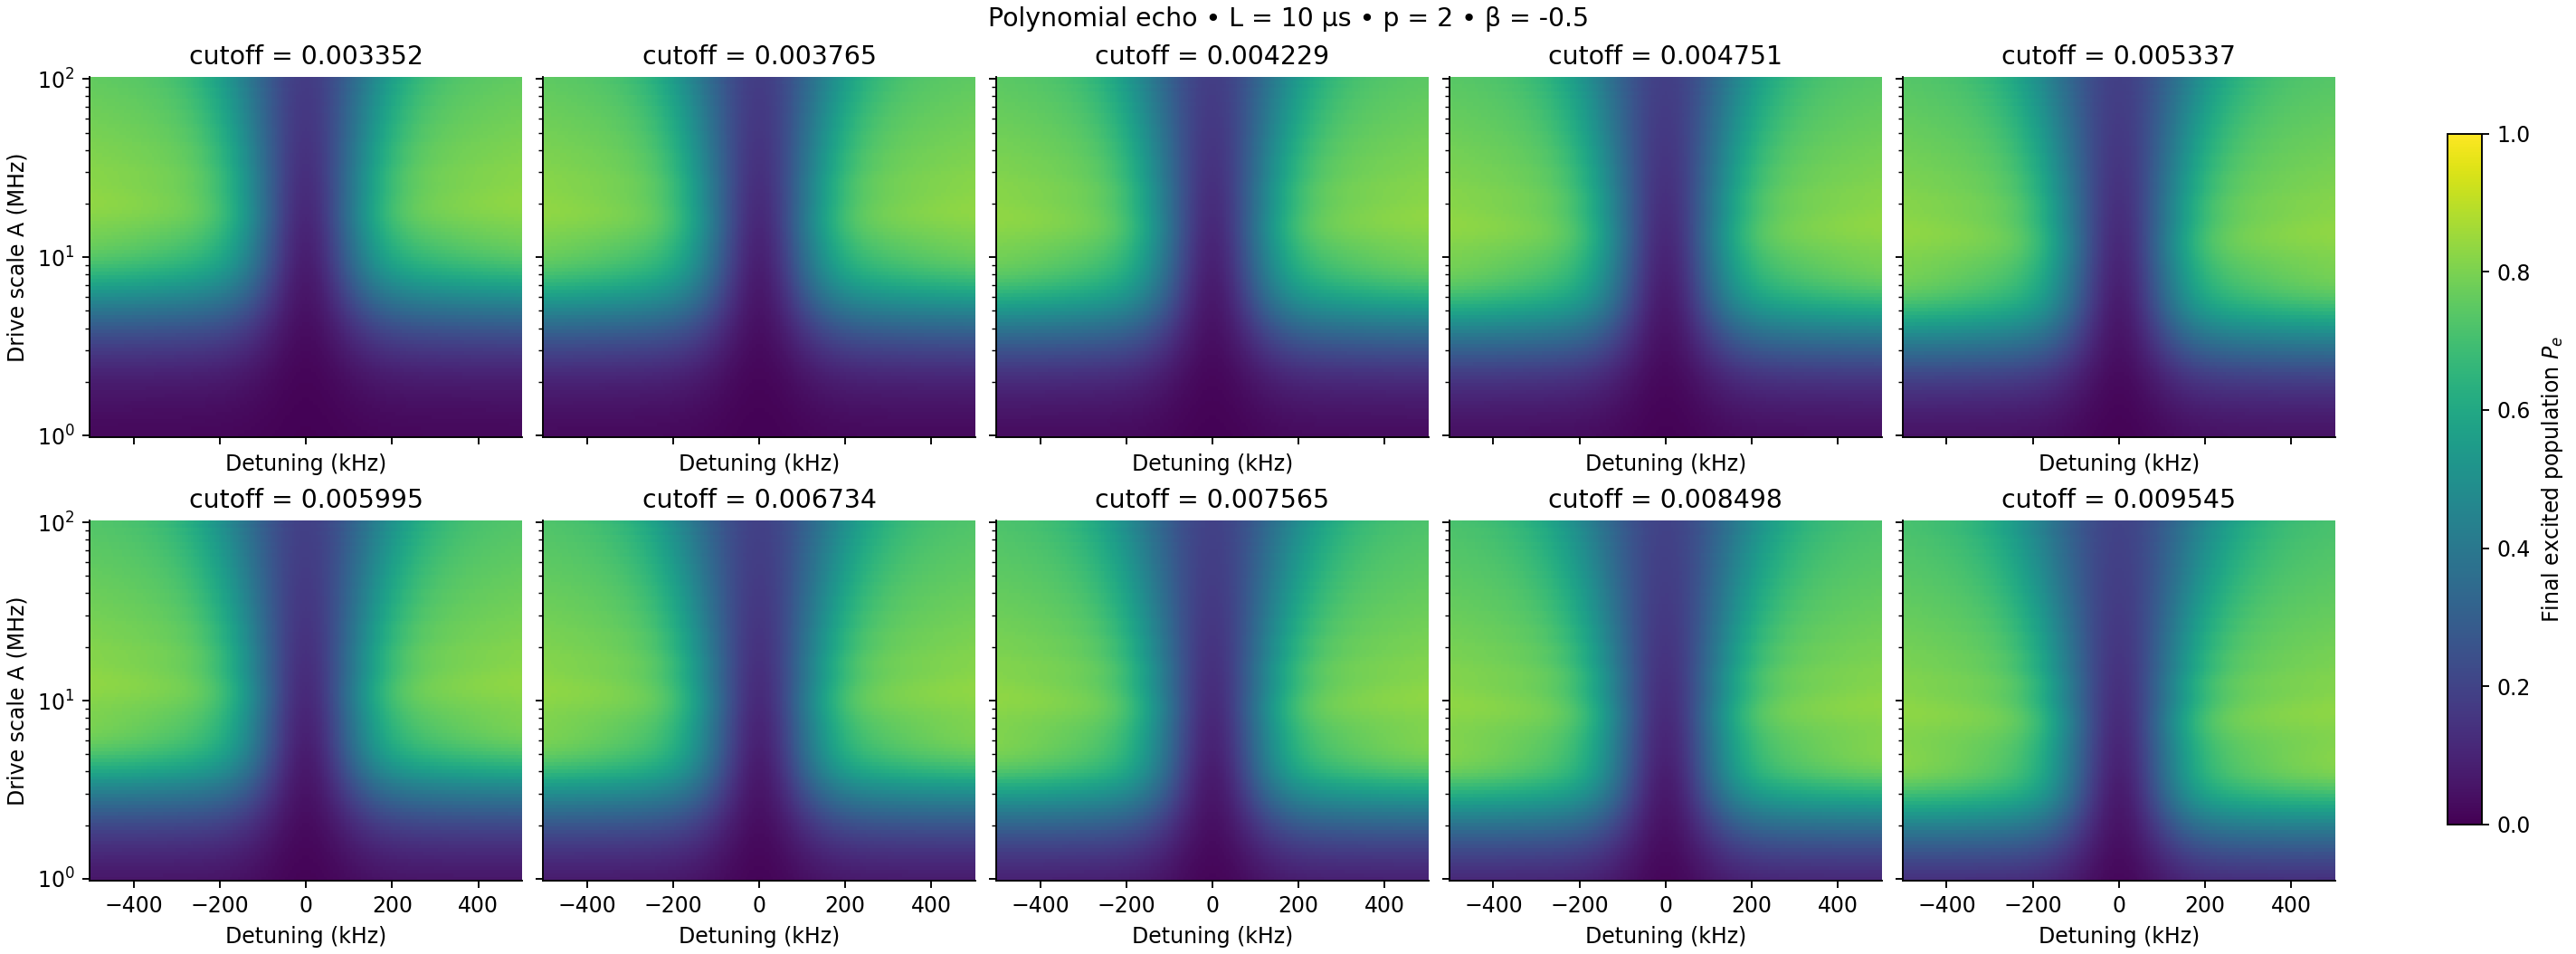 Polynomial echo • L = 10 μs • p = 2 • β = -0.5
cutoff = 0.003352
cutoff = 0.003765
cutoff = 0.004229
cutoff = 0.004751
cutoff = 0.005337
Drive scale A (MHz)
10²
10¹
10⁰
Detuning (kHz)
Detuning (kHz)
Detuning (kHz)
Detuning (kHz)
Detuning (kHz)
cutoff = 0.005995
cutoff = 0.006734
cutoff = 0.007565
cutoff = 0.008498
cutoff = 0.009545
Drive scale A (MHz)
10²
10¹
10⁰
−400 −200 0 200 400
−400 −200 0 200 400
−400 −200 0 200 400
−400 −200 0 200 400
−400 −200 0 200 400
Detuning (kHz)
Detuning (kHz)
Detuning (kHz)
Detuning (kHz)
Detuning (kHz)
1.0
0.8
0.6
0.4
0.2
0.0
Final excited population Pₑ